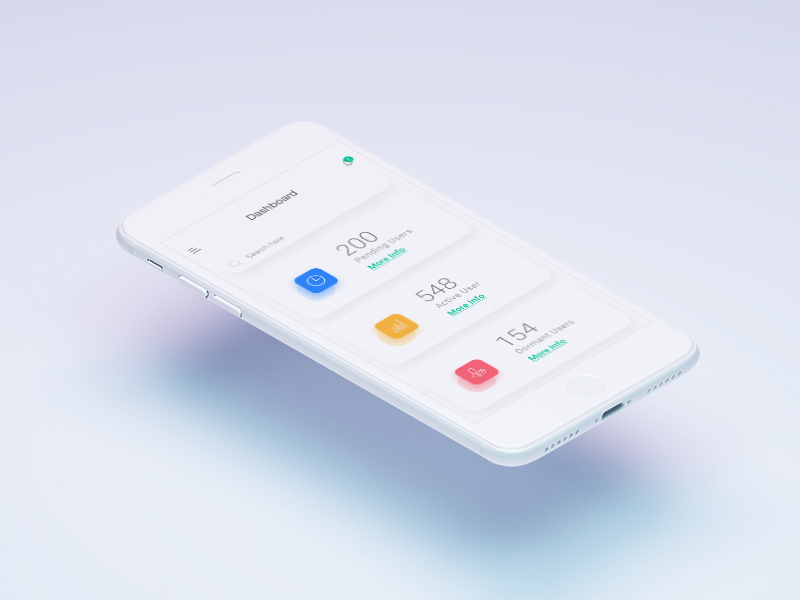 Dashboard
Search here
200
Pending Users
More info
548
Active User
More info
154
Dormant Users
More info